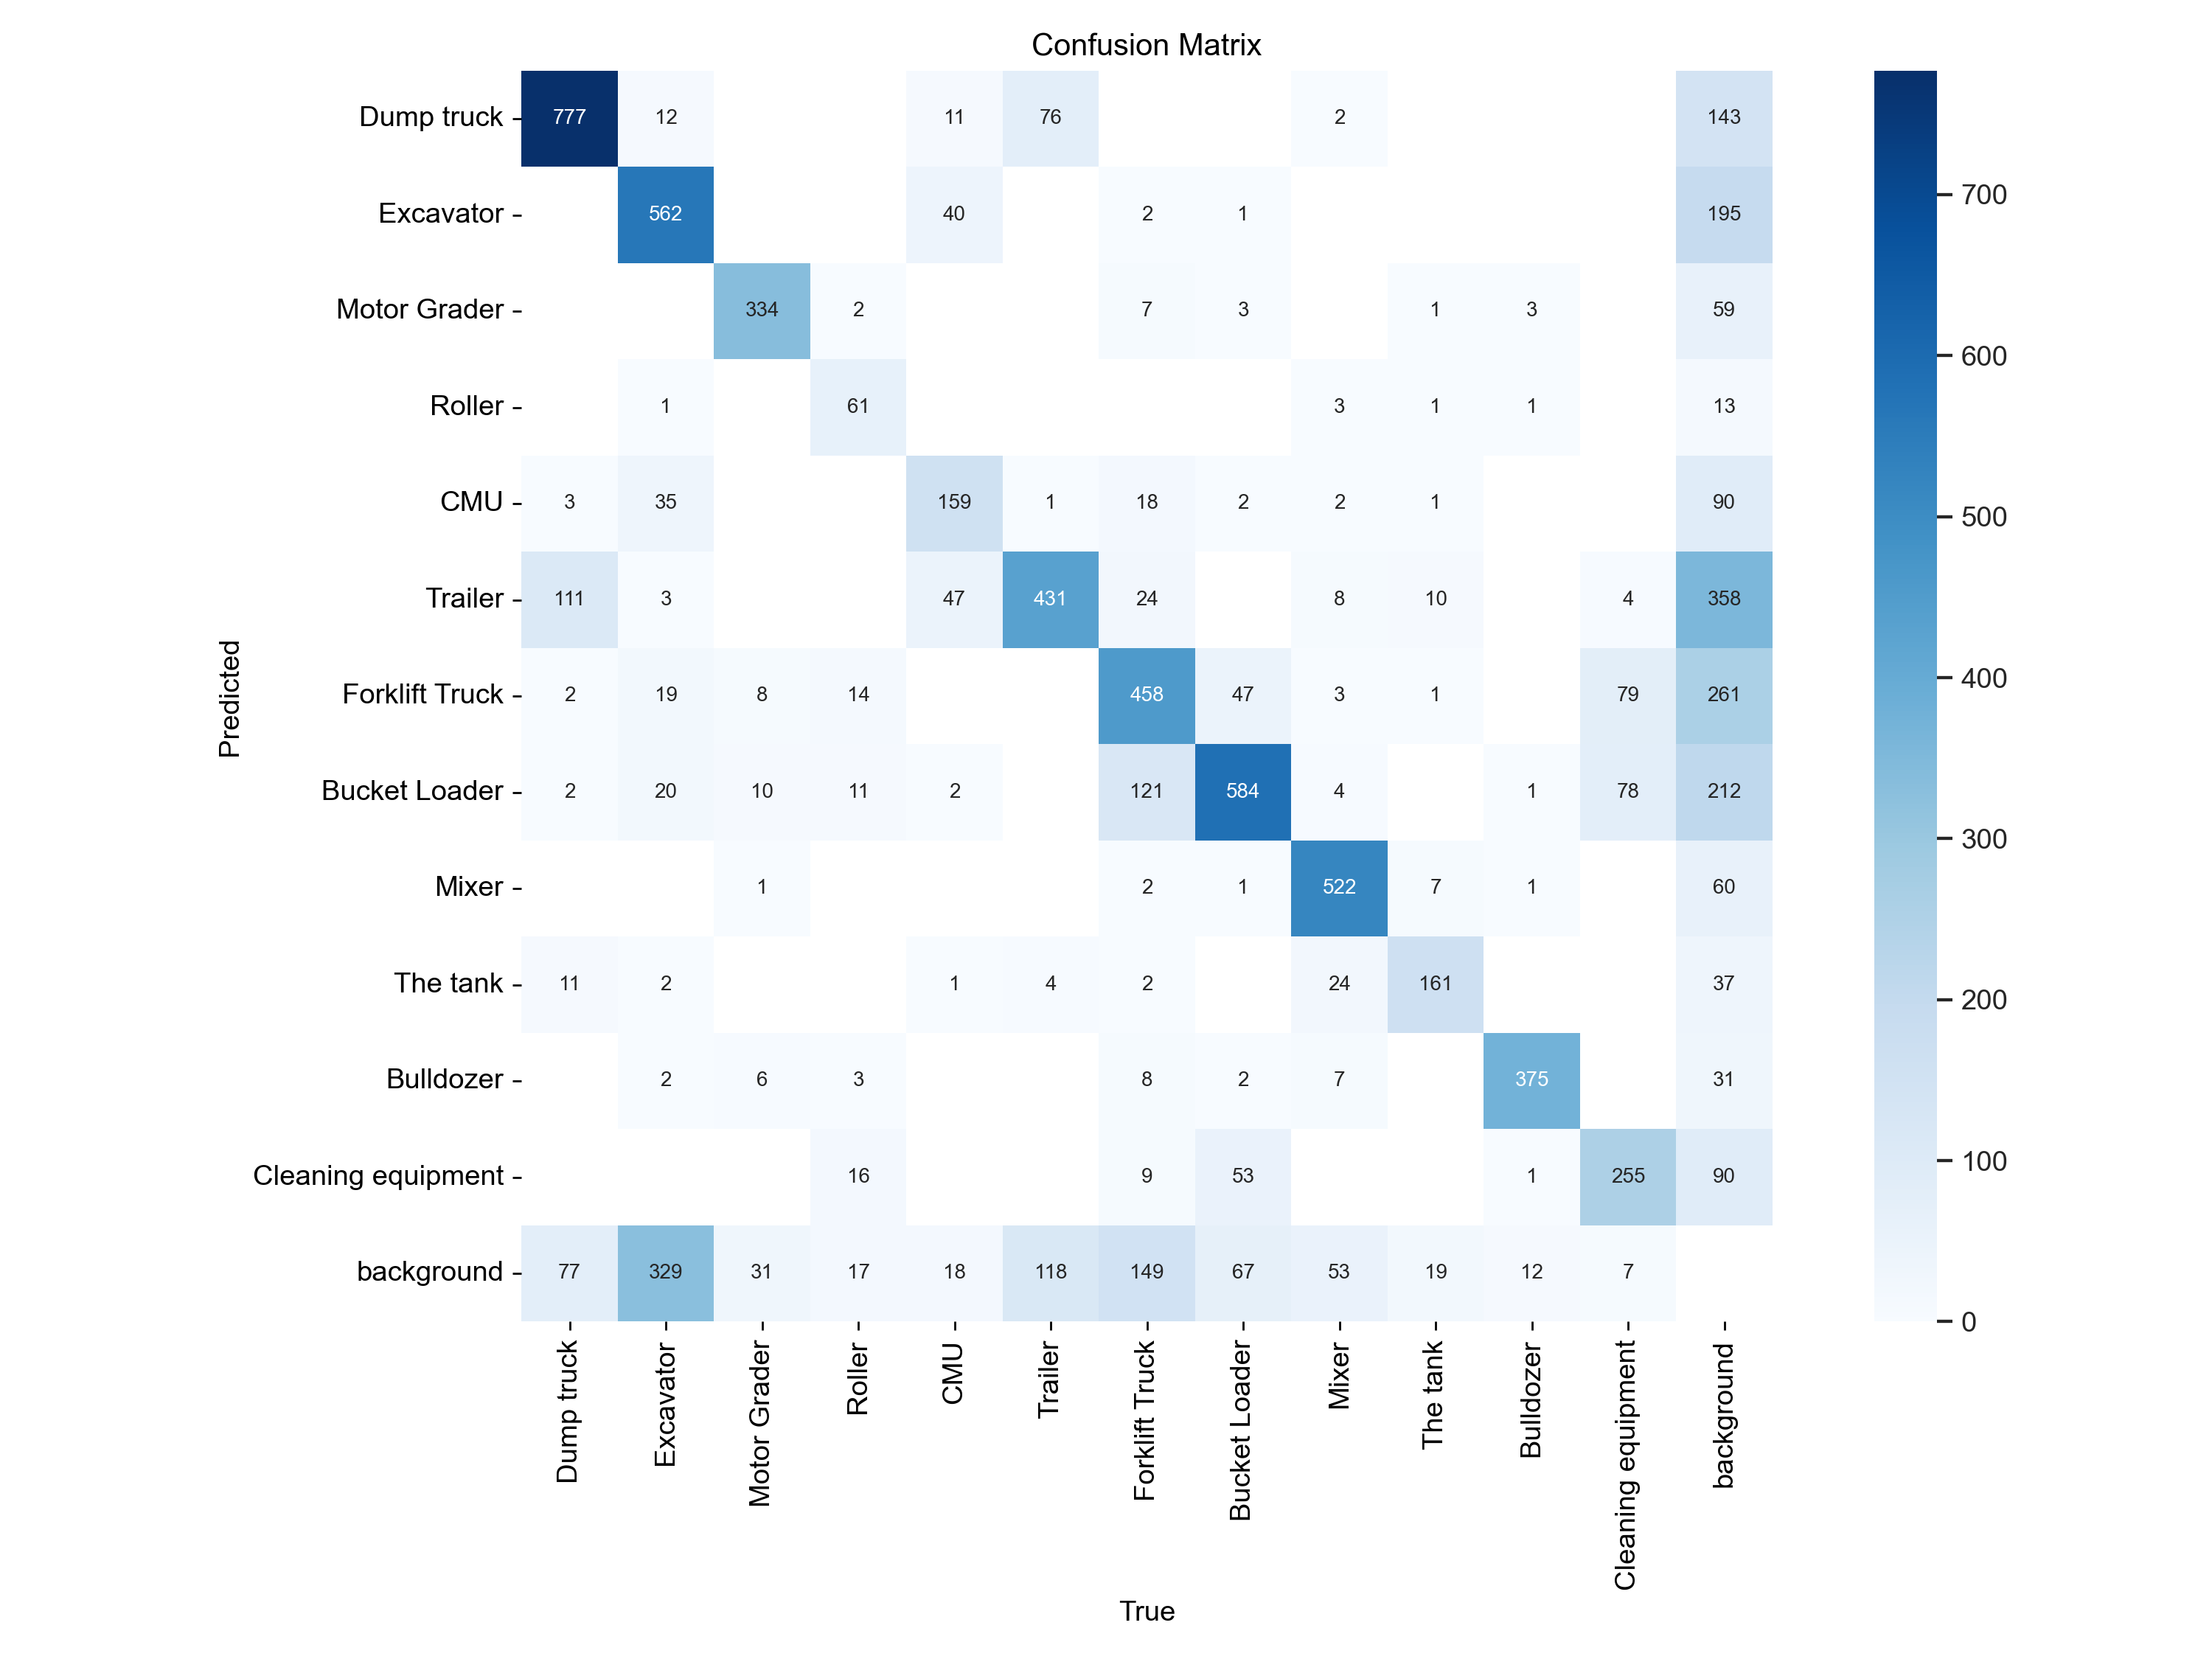 Confusion Matrix
Dump truck 777 12 11 76 2 143
Excavator 562 40 2 1 195
Motor Grader 334 2 7 3 1 3 59
Roller 1 61 3 1 1 13
CMU 3 35 159 1 18 2 2 1 90
Trailer 111 3 47 431 24 8 10 4 358
Forklift Truck 2 19 8 14 458 47 3 1 79 261
Bucket Loader 2 20 10 11 2 121 584 4 1 78 212
Mixer 1 2 1 522 7 1 60
The tank 11 2 1 4 2 24 161 37
Bulldozer 2 6 3 8 2 7 375 31
Cleaning equipment 16 9 53 1 255 90
background 77 329 31 17 18 118 149 67 53 19 12 7
Predicted
Dump truck
Excavator
Motor Grader
Roller
CMU
Trailer
Forklift Truck
Bucket Loader
Mixer
The tank
Bulldozer
Cleaning equipment
background
True
700
600
500
400
300
200
100
0